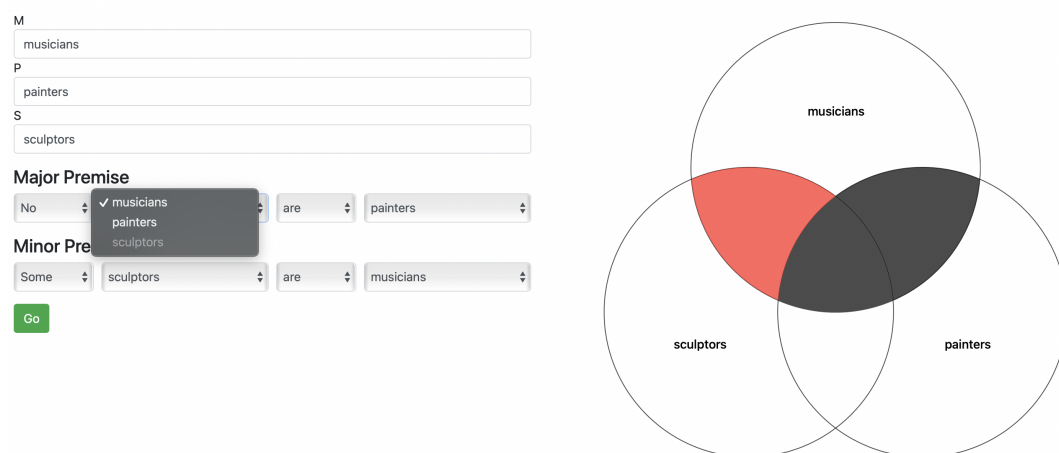 M
musicians
P
painters
S
sculptors
Major Premise
No ✓ musicians are painters
painters
sculptors
Minor Pre
Some sculptors are musicians
Go
musicians
sculptors
painters